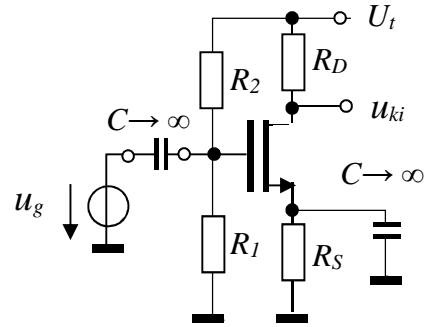 U_t
R_2
R_D
C→ ∞
u_ki
C→ ∞
u_g
R_1
R_S